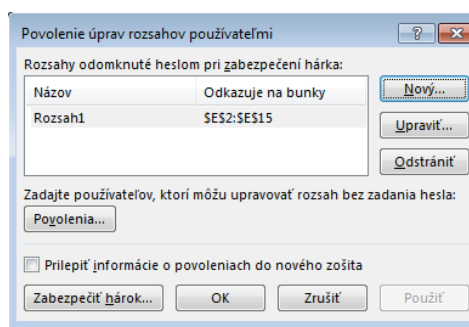 Povolenie úprav rozsahov používateľmi
Rozsahy odomknuté heslom pri zabezpečení hárka:
Názov Odkazuje na bunky
Rozsah1 $E$2:$E$15
Nový...
Upraviť...
Odstrániť
Zadajte používateľov, ktorí môžu upravovať rozsah bez zadania hesla:
Povolenia...
Prilepiť informácie o povoleniach do nového zošita
Zabezpečiť hárok... OK Zrušiť Použiť